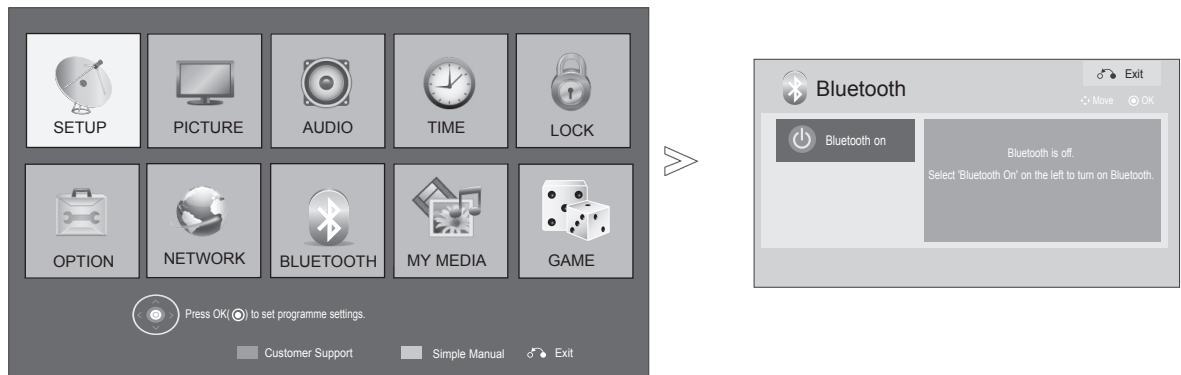 SETUP PICTURE AUDIO TIME LOCK
OPTION NETWORK BLUETOOTH MY MEDIA GAME
Press OK( ) to set programme settings.
Customer Support Simple Manual Exit
Bluetooth
Exit
Move OK
Bluetooth on
Bluetooth is off.
Select 'Bluetooth On' on the left to turn on Bluetooth.